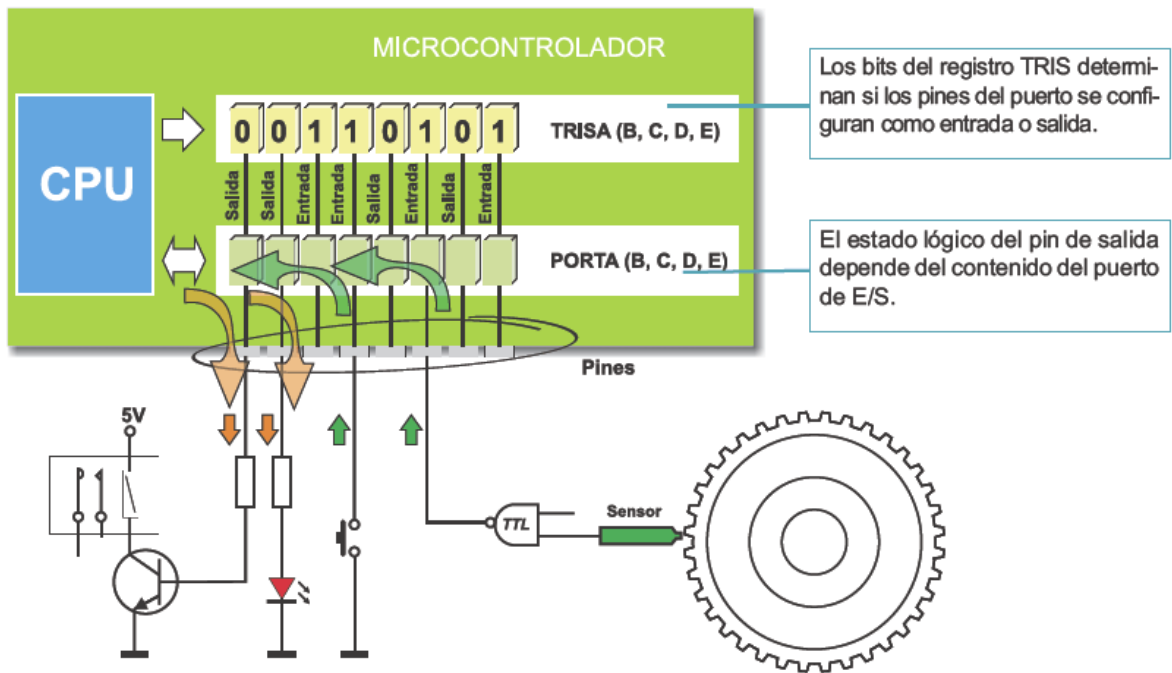 MICROCONTROLADOR
CPU
0 0 1 1 0 1 0 1
TRISA (B, C, D, E)
Salida
Salida
Entrada
Entrada
Salida
Entrada
Salida
Entrada
PORTA (B, C, D, E)
Pines
Los bits del registro TRIS determi-
nan si los pines del puerto se confi-
guran como entrada o salida.
El estado lógico del pin de salida
depende del contenido del puerto
de E/S.
5V
TTL
Sensor